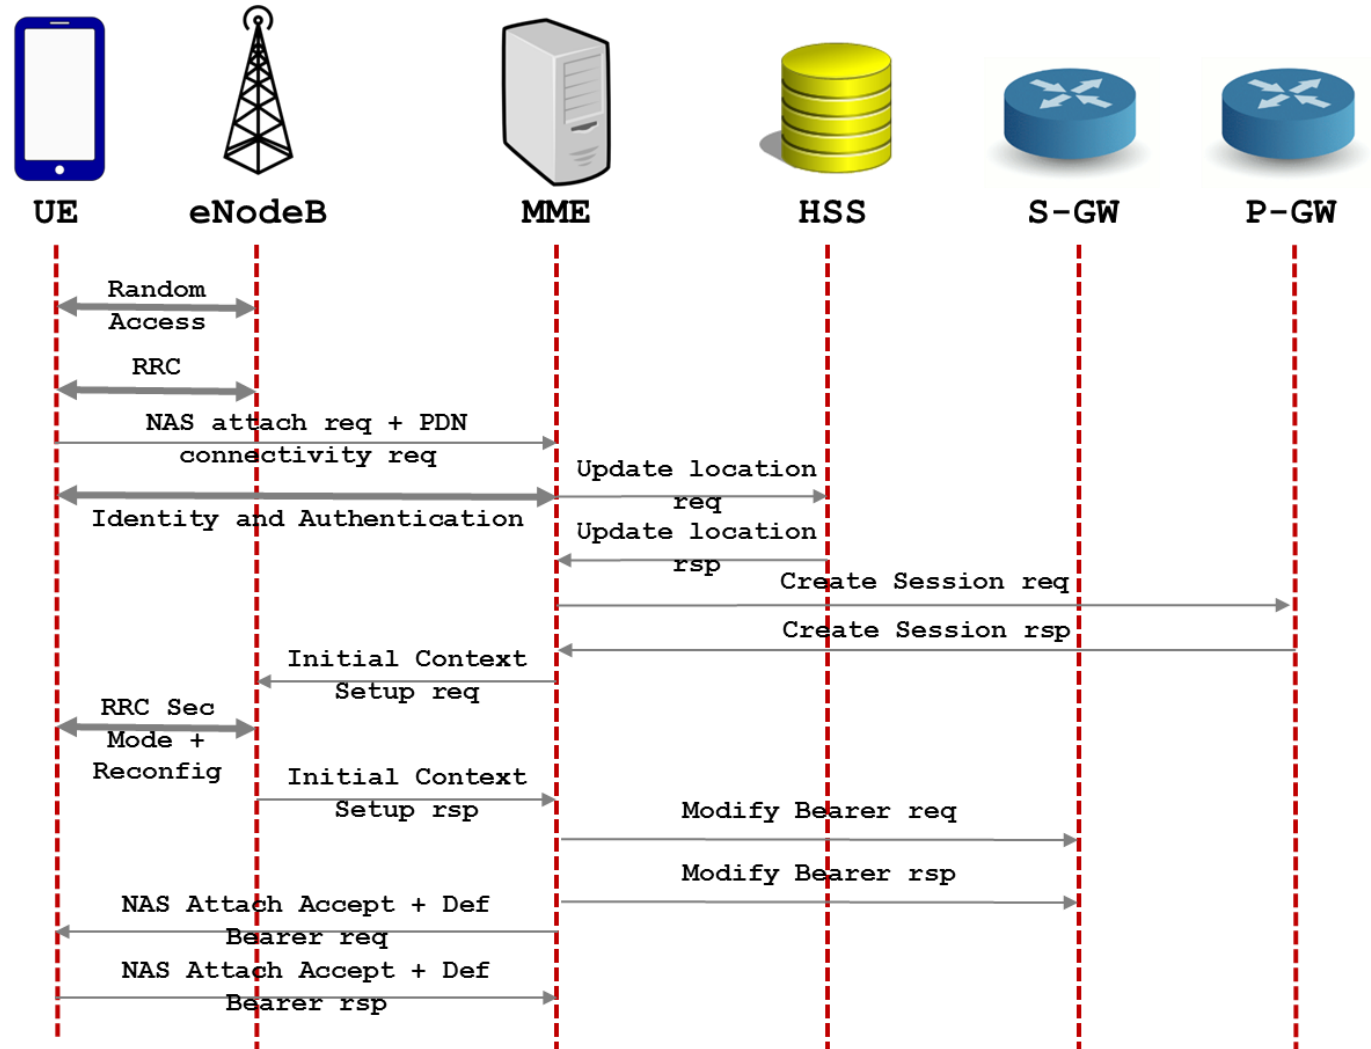 UE
eNodeB
MME
HSS
S-GW
P-GW
Random
Access
RRC
NAS attach req + PDN
connectivity req
Update location
req
Identity and Authentication
Update location
rsp
Create Session req
Create Session rsp
Initial Context
Setup req
RRC Sec
Mode +
Reconfig
Initial Context
Setup rsp
Modify Bearer req
Modify Bearer rsp
NAS Attach Accept + Def
Bearer req
NAS Attach Accept + Def
Bearer rsp